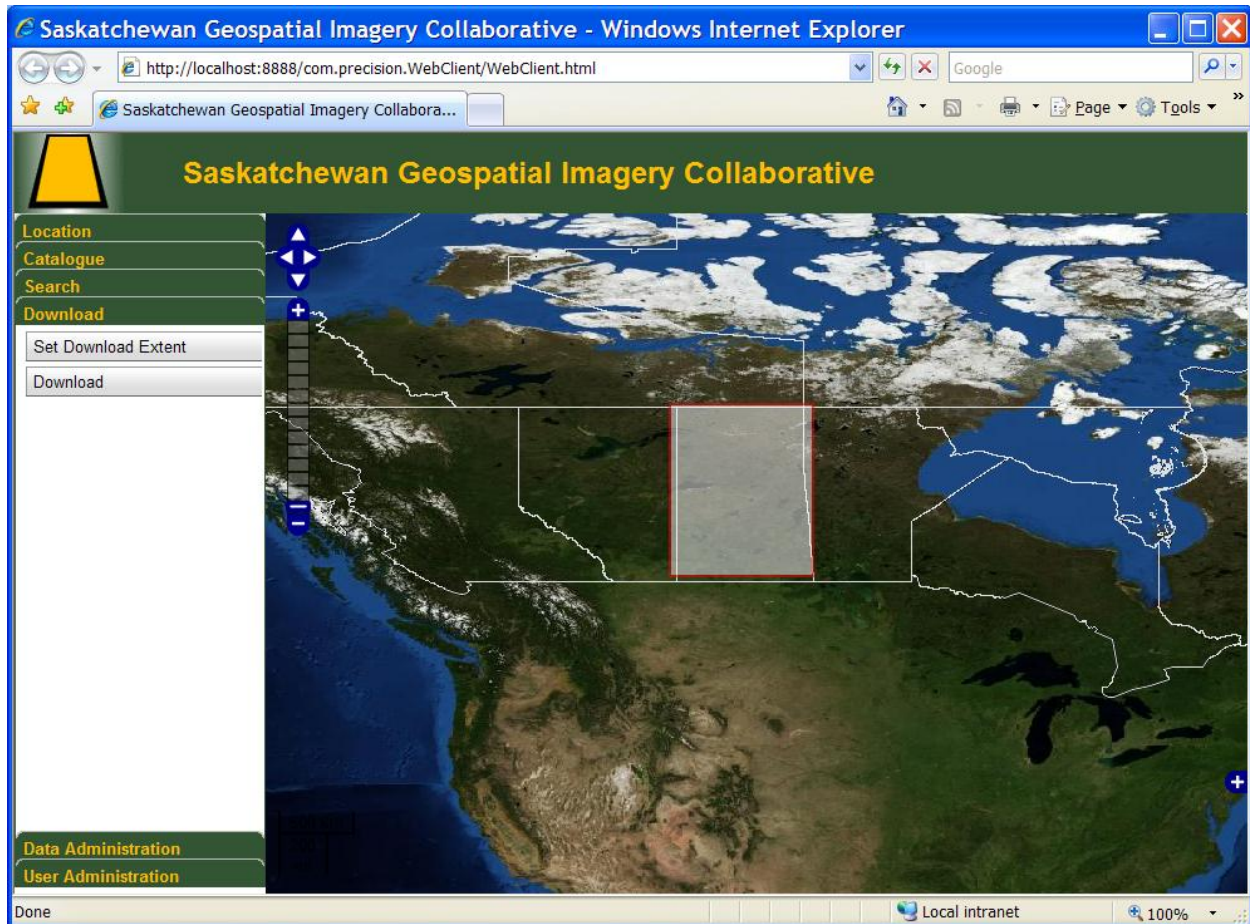 Saskatchewan Geospatial Imagery Collaborative - Windows Internet Explorer
http://localhost:8888/com.precision.WebClient/WebClient.html
Google
Saskatchewan Geospatial Imagery Collabora...
Page
Tools
»
Saskatchewan Geospatial Imagery Collaborative
Location
Catalogue
Search
Download
Set Download Extent
Download
Data Administration
User Administration
Done
Local intranet
100%